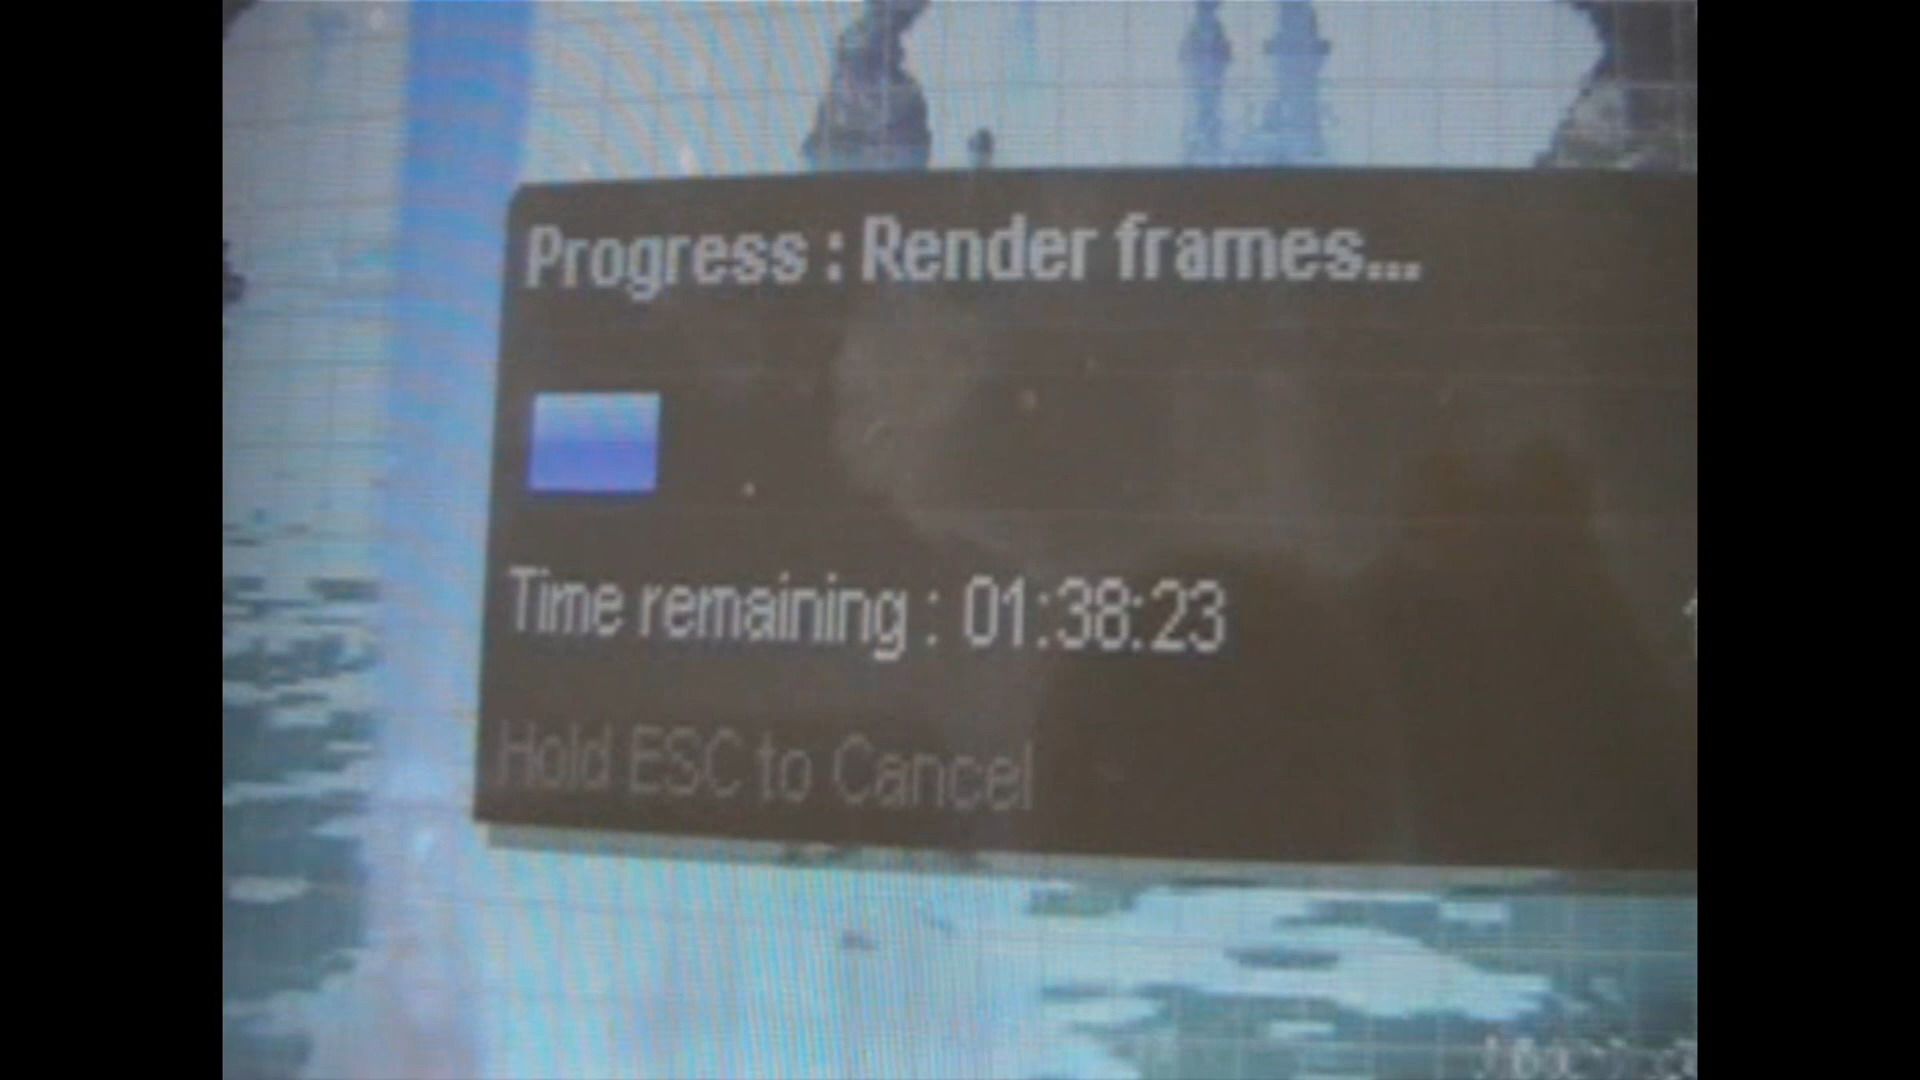 Progress : Render frames...
Time remaining : 01:38:23
Hold ESC to Cancel